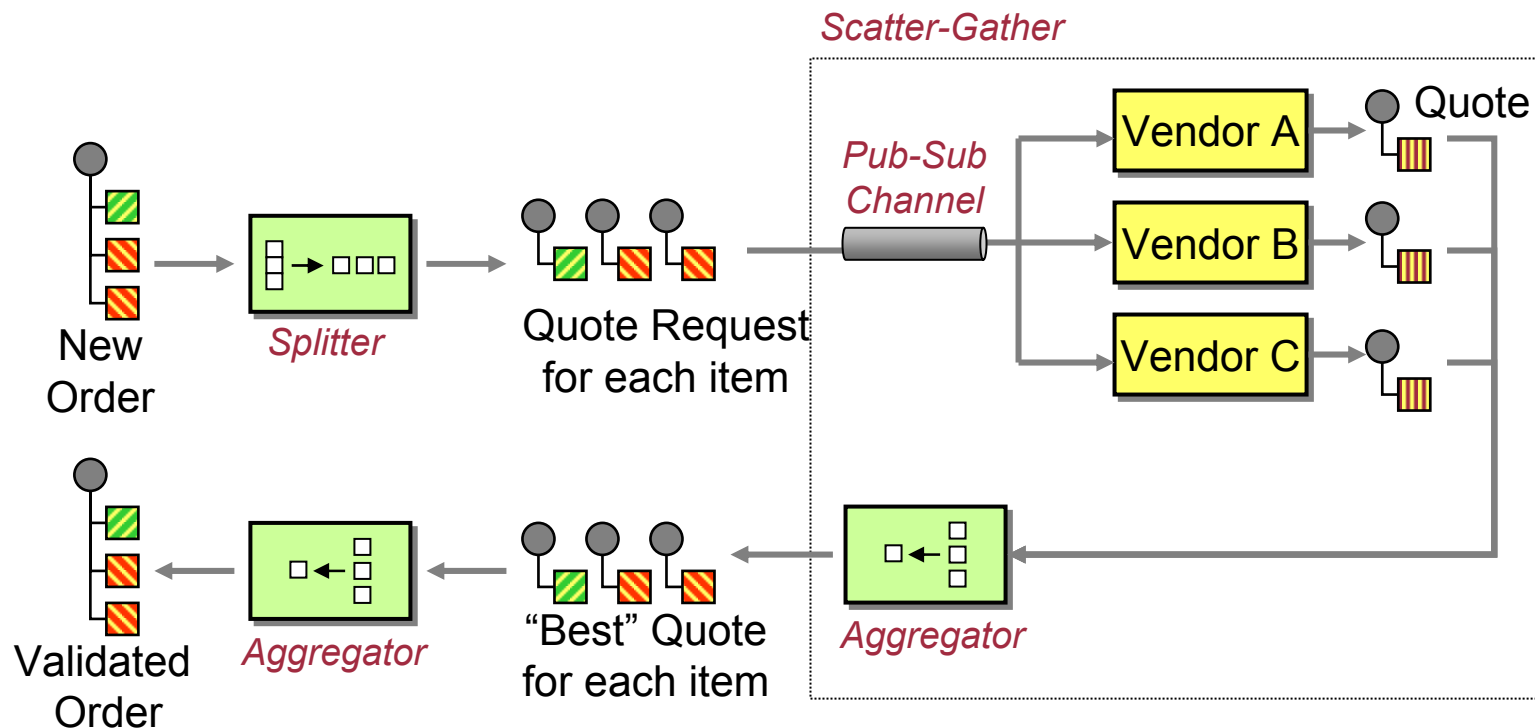 Scatter-Gather
Quote
Vendor A
Pub-Sub
Channel
Vendor B
Vendor C
New
Order
Splitter
Quote Request
for each item
Validated
Order
Aggregator
“Best” Quote
for each item
Aggregator